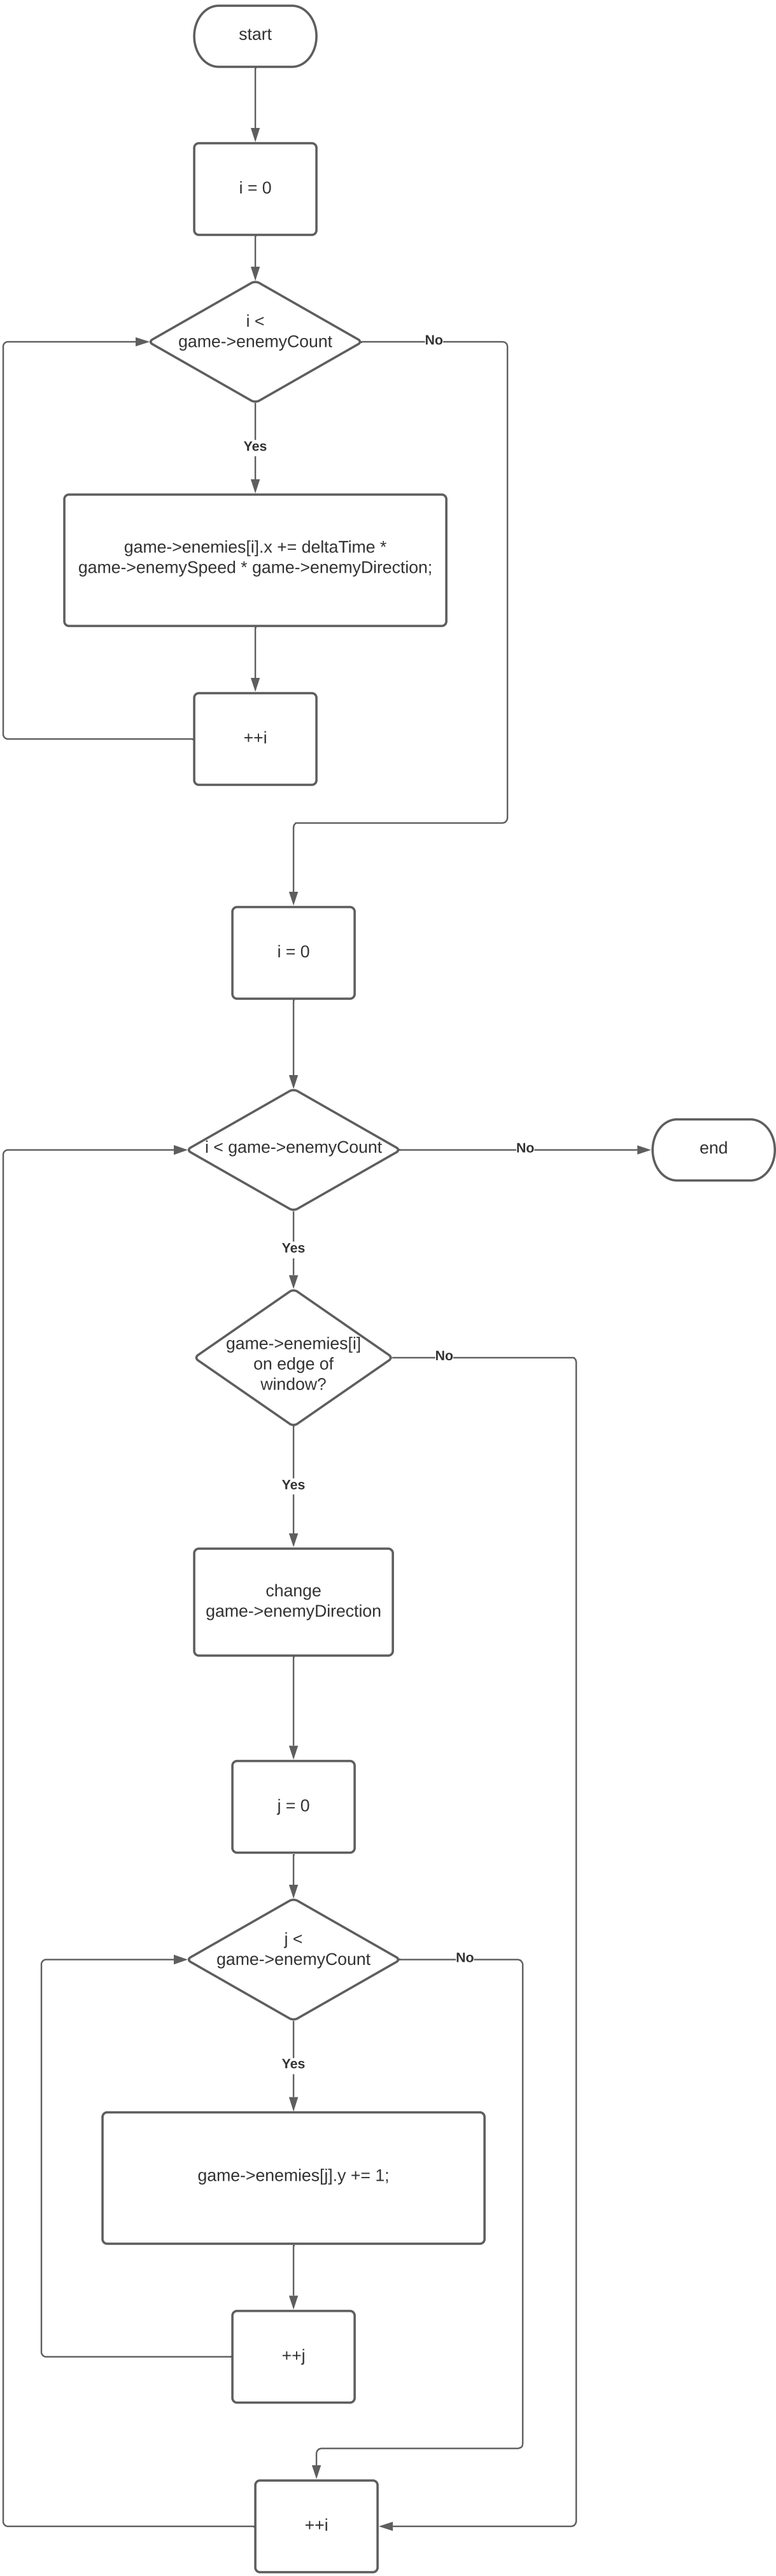 start
i = 0
i <
game->enemyCount
No
Yes
game->enemies[i].x += deltaTime *
game->enemySpeed * game->enemyDirection;
++i
i = 0
i < game->enemyCount
No
end
Yes
game->enemies[i]
on edge of
window?
No
Yes
change
game->enemyDirection
j = 0
j <
game->enemyCount
No
Yes
game->enemies[j].y += 1;
++j
++i